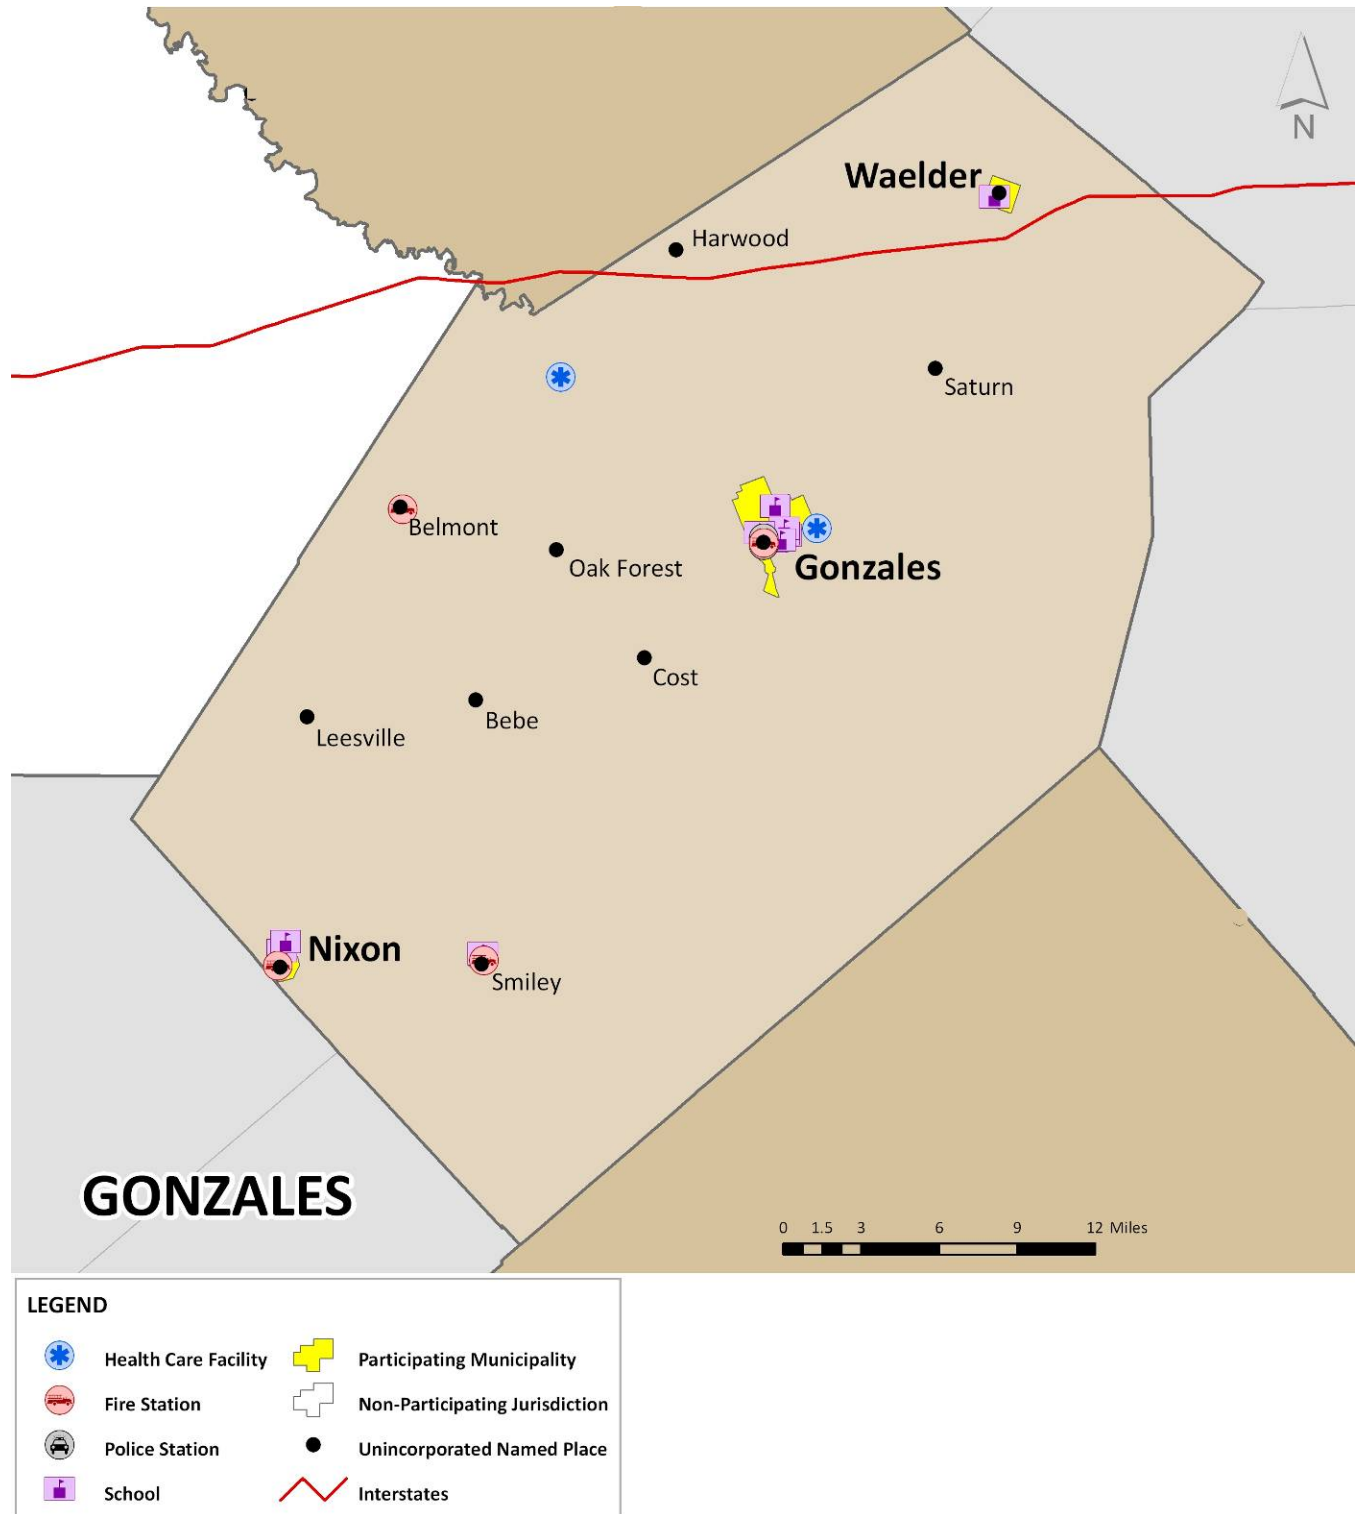 N
Waelder
Harwood
Saturn
Belmont
Oak Forest
Gonzales
Cost
Bebe
Leesville
Nixon
Smiley
GONZALES
0 1.5 3 6 9 12 Miles
LEGEND
Health Care Facility
Participating Municipality
Fire Station
Non-Participating Jurisdiction
Police Station
Unincorporated Named Place
School
Interstates